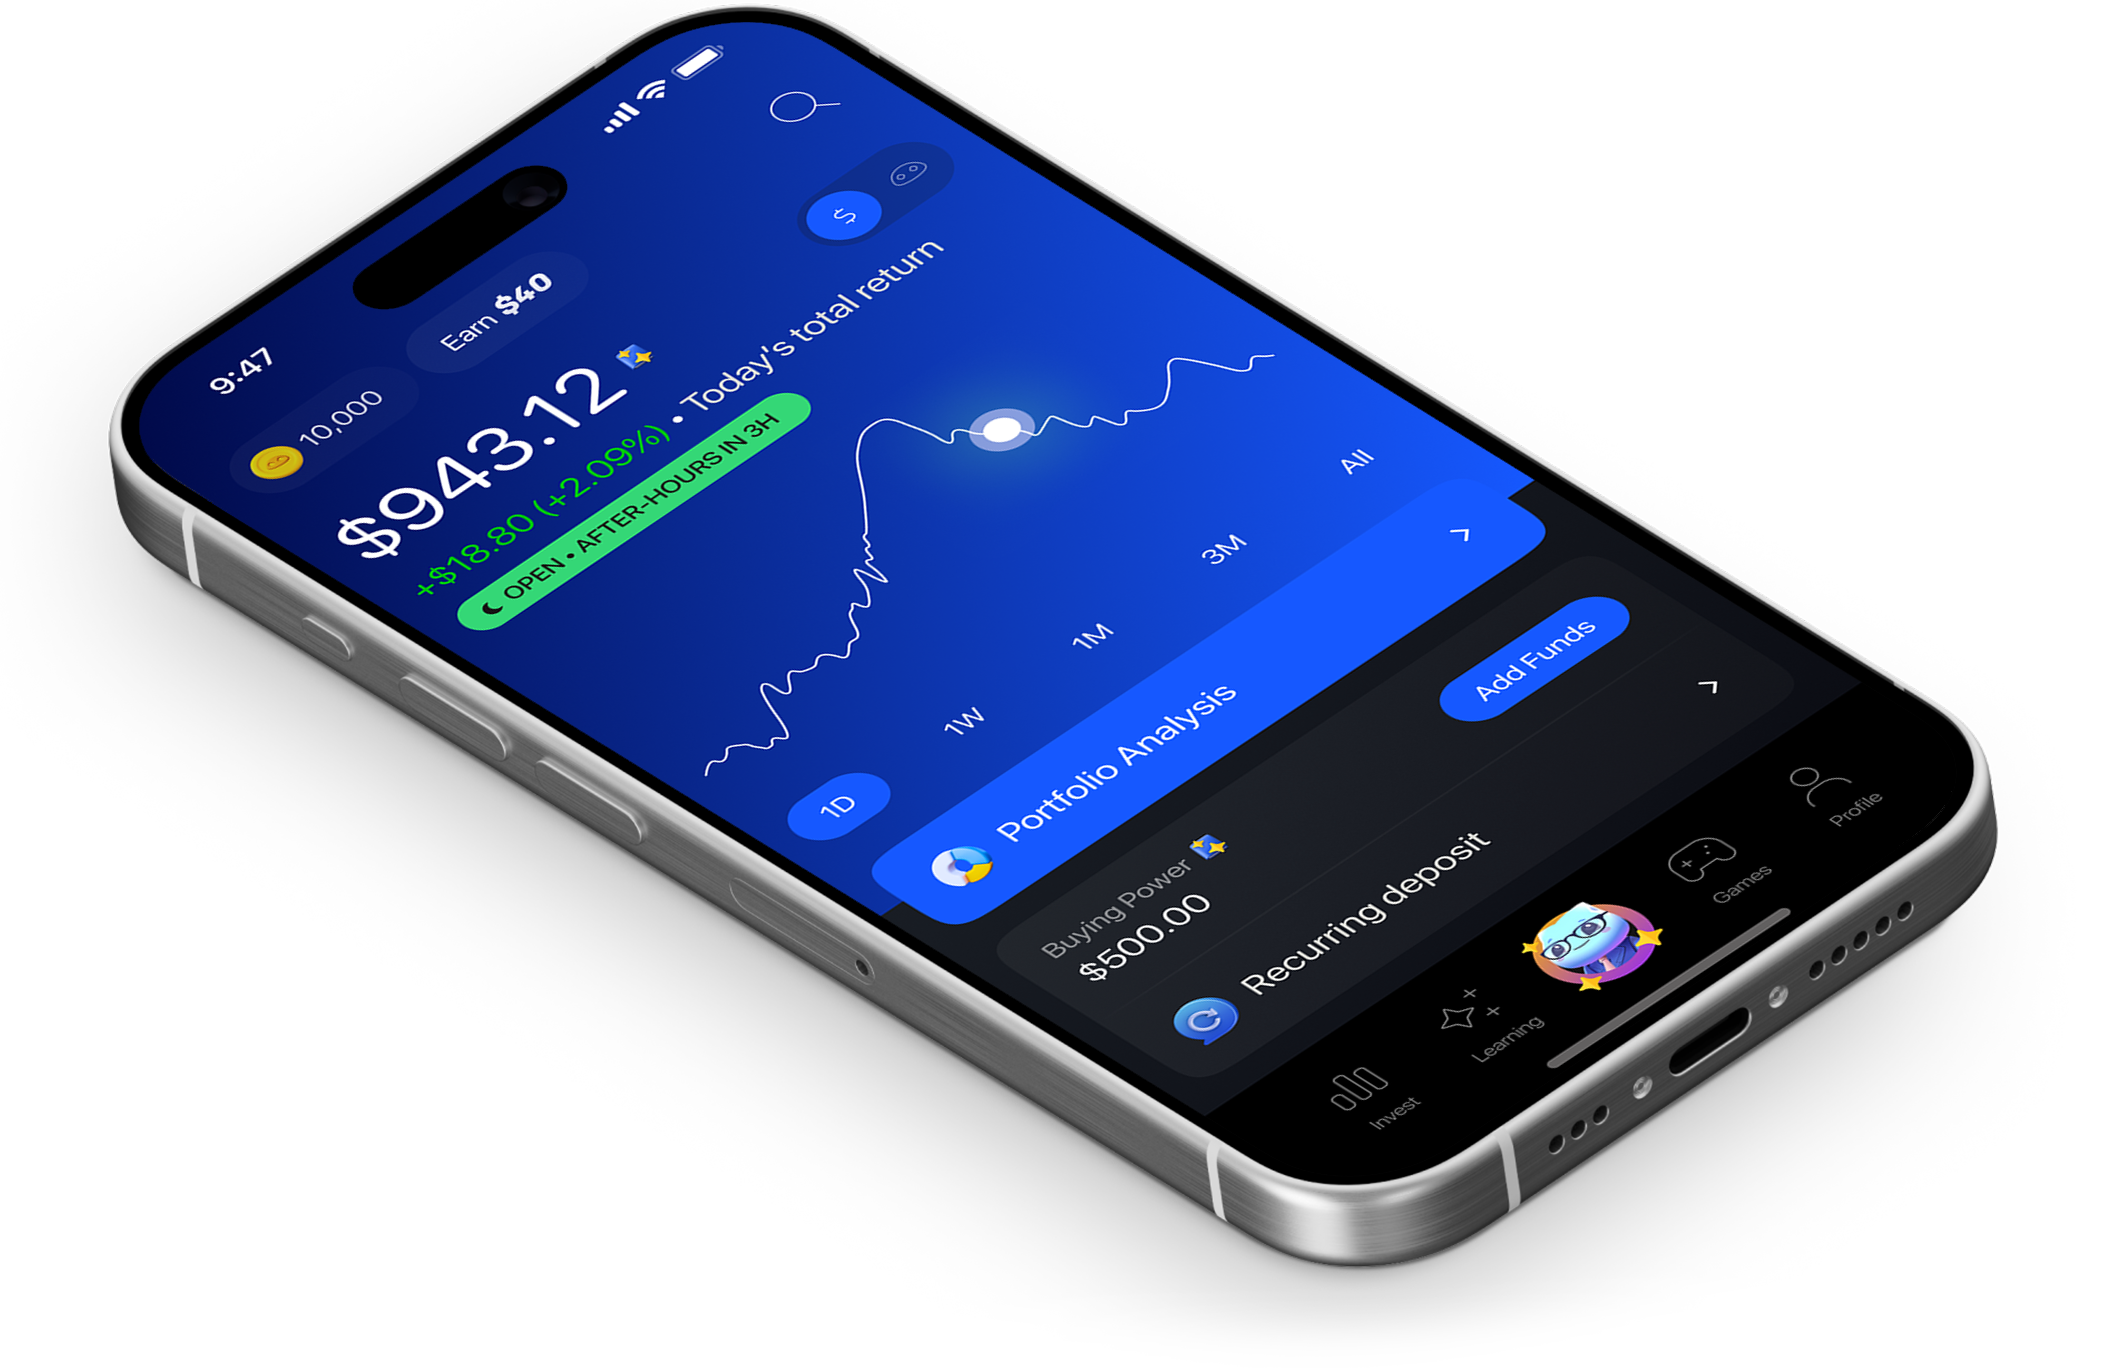 9:47
10,000
Earn $40
$
$943.12
+$18.80 (+2.09%) • Today's total return
OPEN • AFTER-HOURS IN 3H
1D
1W
1M
3M
All
Portfolio Analysis
Buying Power
$500.00
Add Funds
Recurring deposit
Invest
Learning
Games
Profile